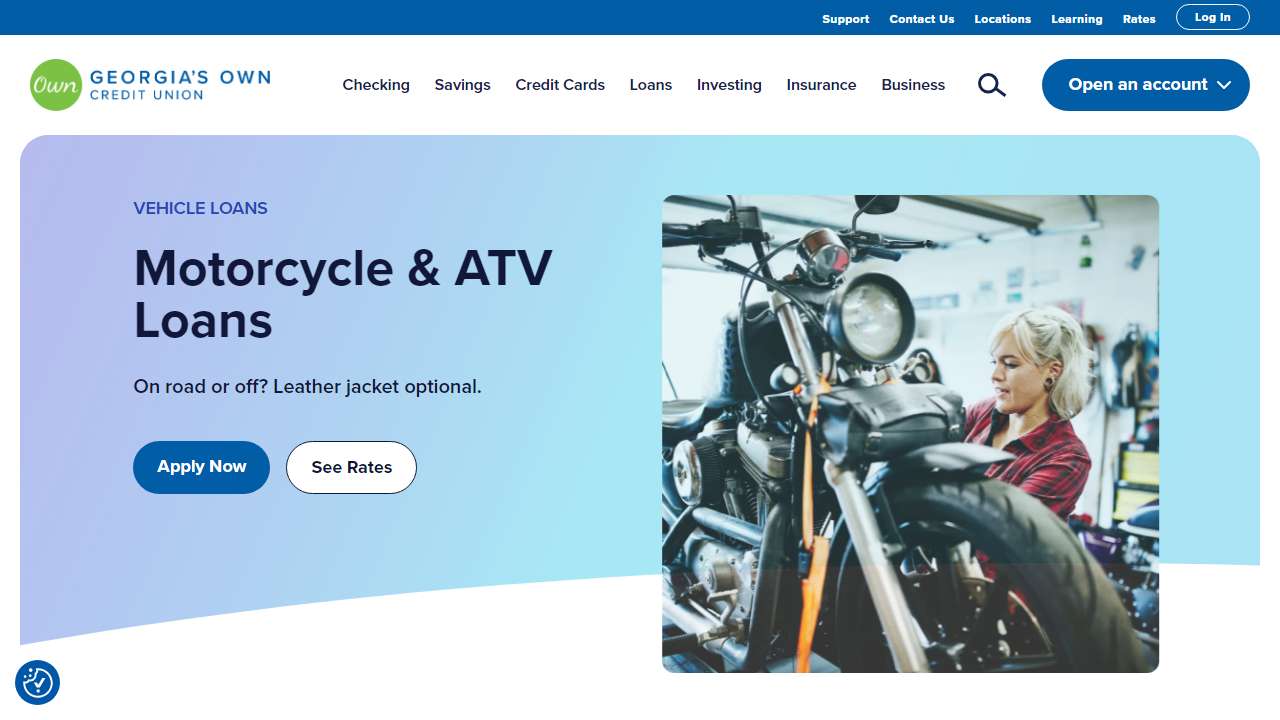 Support Contact Us Locations Learning Rates Log In
Own GEORGIA'S OWN
CREDIT UNION
Checking Savings Credit Cards Loans Investing Insurance Business Open an account
VEHICLE LOANS
Motorcycle & ATV
Loans
On road or off? Leather jacket optional.
Apply Now See Rates